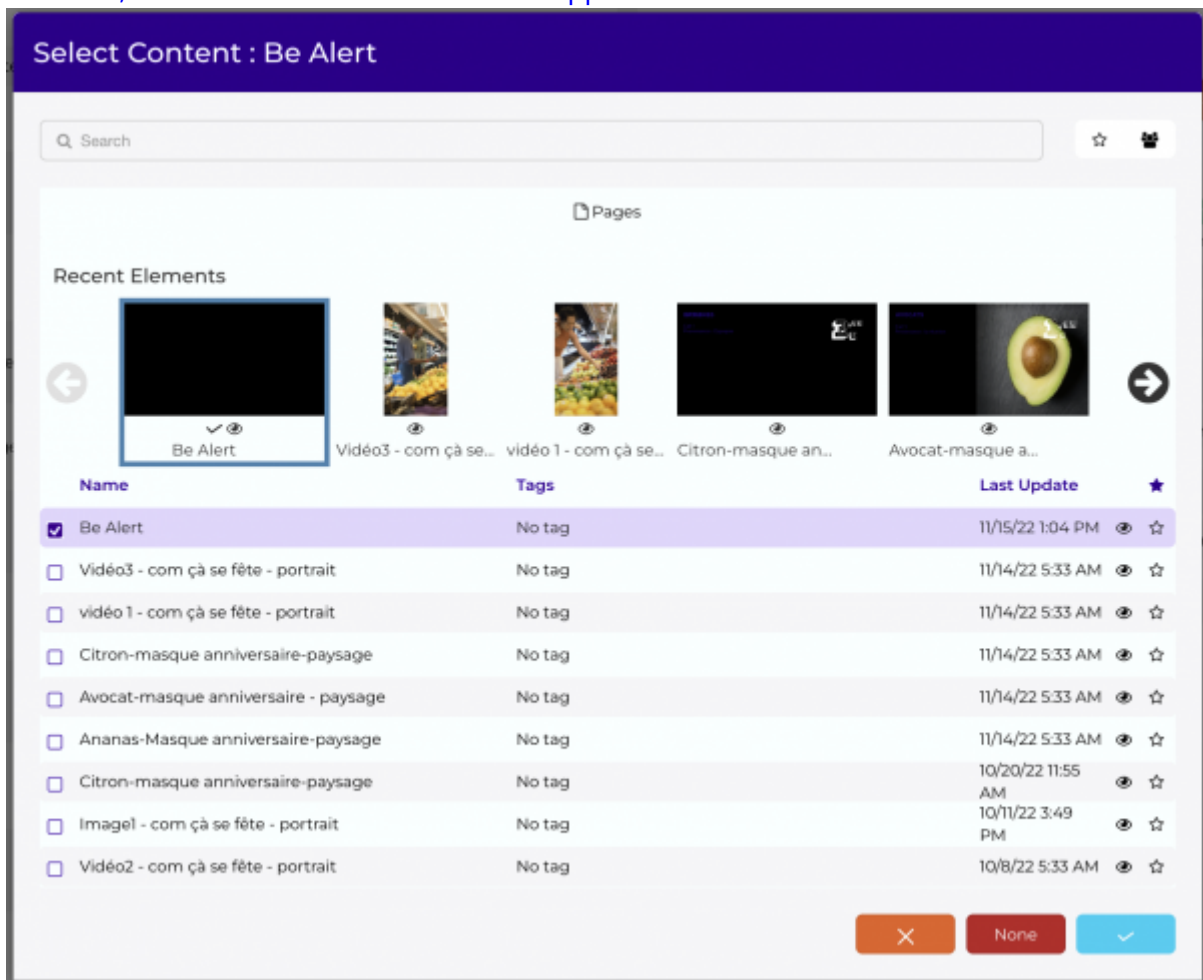 Select Content : Be Alert
Search
Pages
Recent Elements
Be Alert
Vidéo3 - com çà se...
vidéo 1 - com çà se...
Citron-masque an...
Avocat-masque a...
Name Tags Last Update
Be Alert No tag 11/15/22 1:04 PM
Vidéo3 - com çà se fête - portrait No tag 11/14/22 5:33 AM
vidéo 1 - com çà se fête - portrait No tag 11/14/22 5:33 AM
Citron-masque anniversaire-paysage No tag 11/14/22 5:33 AM
Avocat-masque anniversaire - paysage No tag 11/14/22 5:33 AM
Ananas-Masque anniversaire-paysage No tag 11/14/22 5:33 AM
Citron-masque anniversaire-paysage No tag 10/20/22 11:55
AM
Image1 - com çà se fête - portrait No tag 10/11/22 3:49
PM
Vidéo2 - com çà se fête - portrait No tag 10/8/22 5:33 AM
None